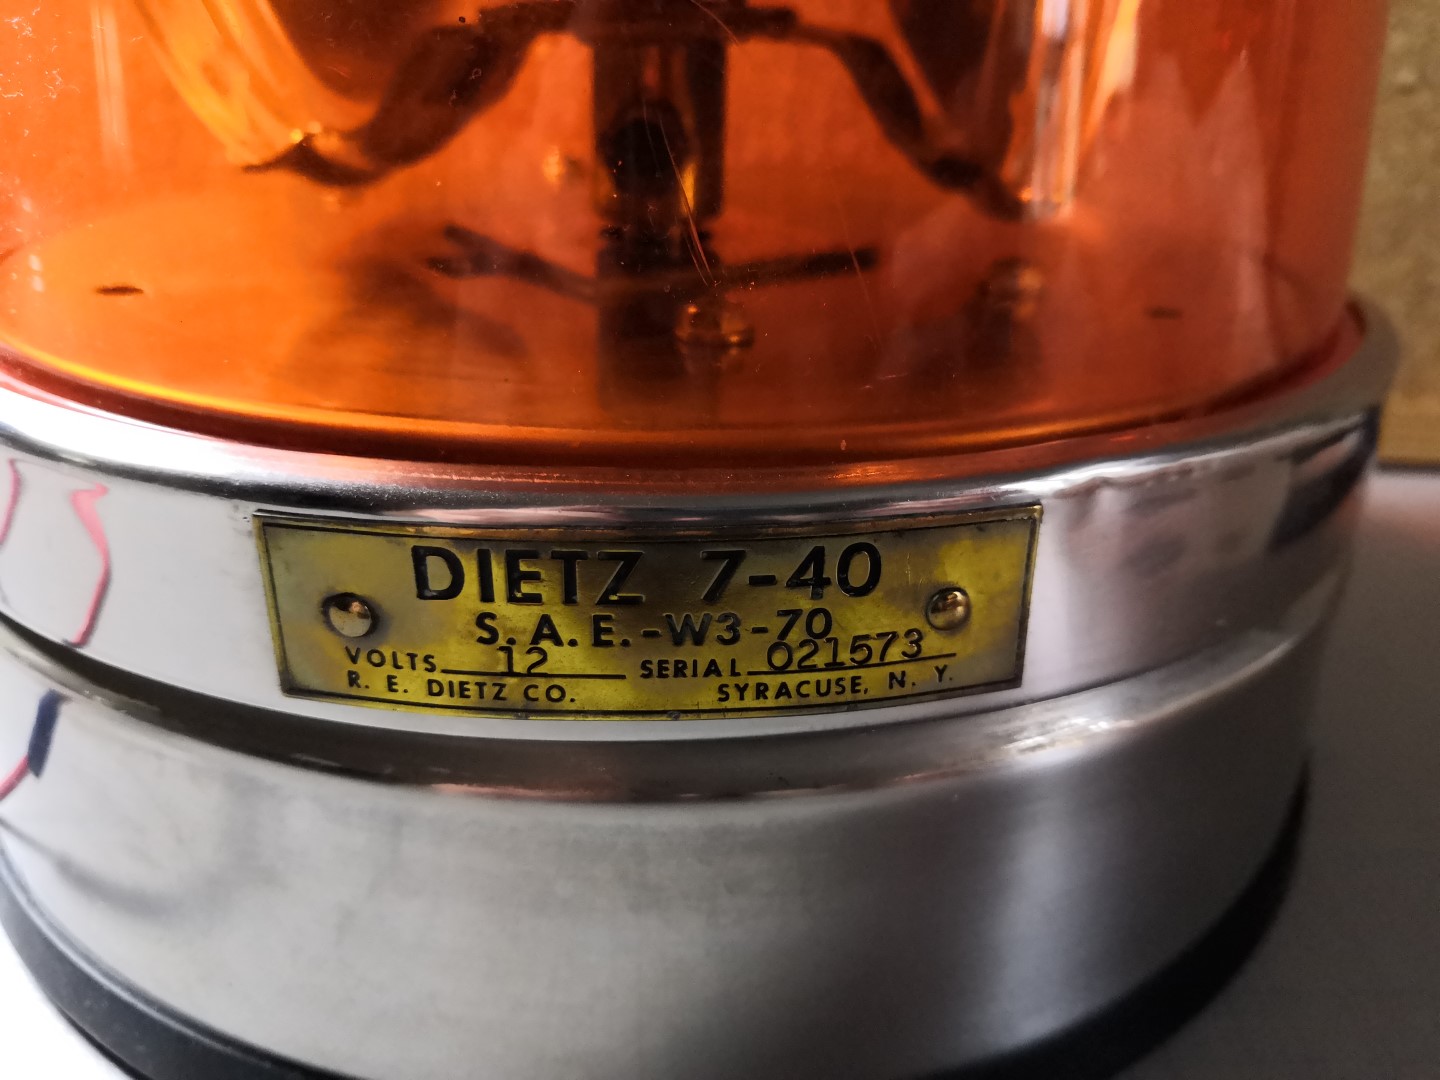 DIETZ 7-40
S.A.E.-W3-70
VOLTS 12 SERIAL 021573
R. E. DIETZ CO. SYRACUSE, N. Y.